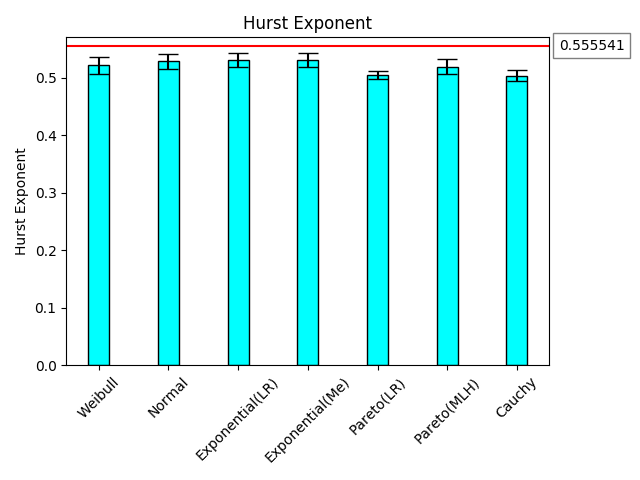 Hurst Exponent
0.555541
Hurst Exponent
0.5
0.4
0.3
0.2
0.1
0.0
Weibull
Normal
Exponential(LR)
Exponential(Me)
Pareto(LR)
Pareto(MLH)
Cauchy